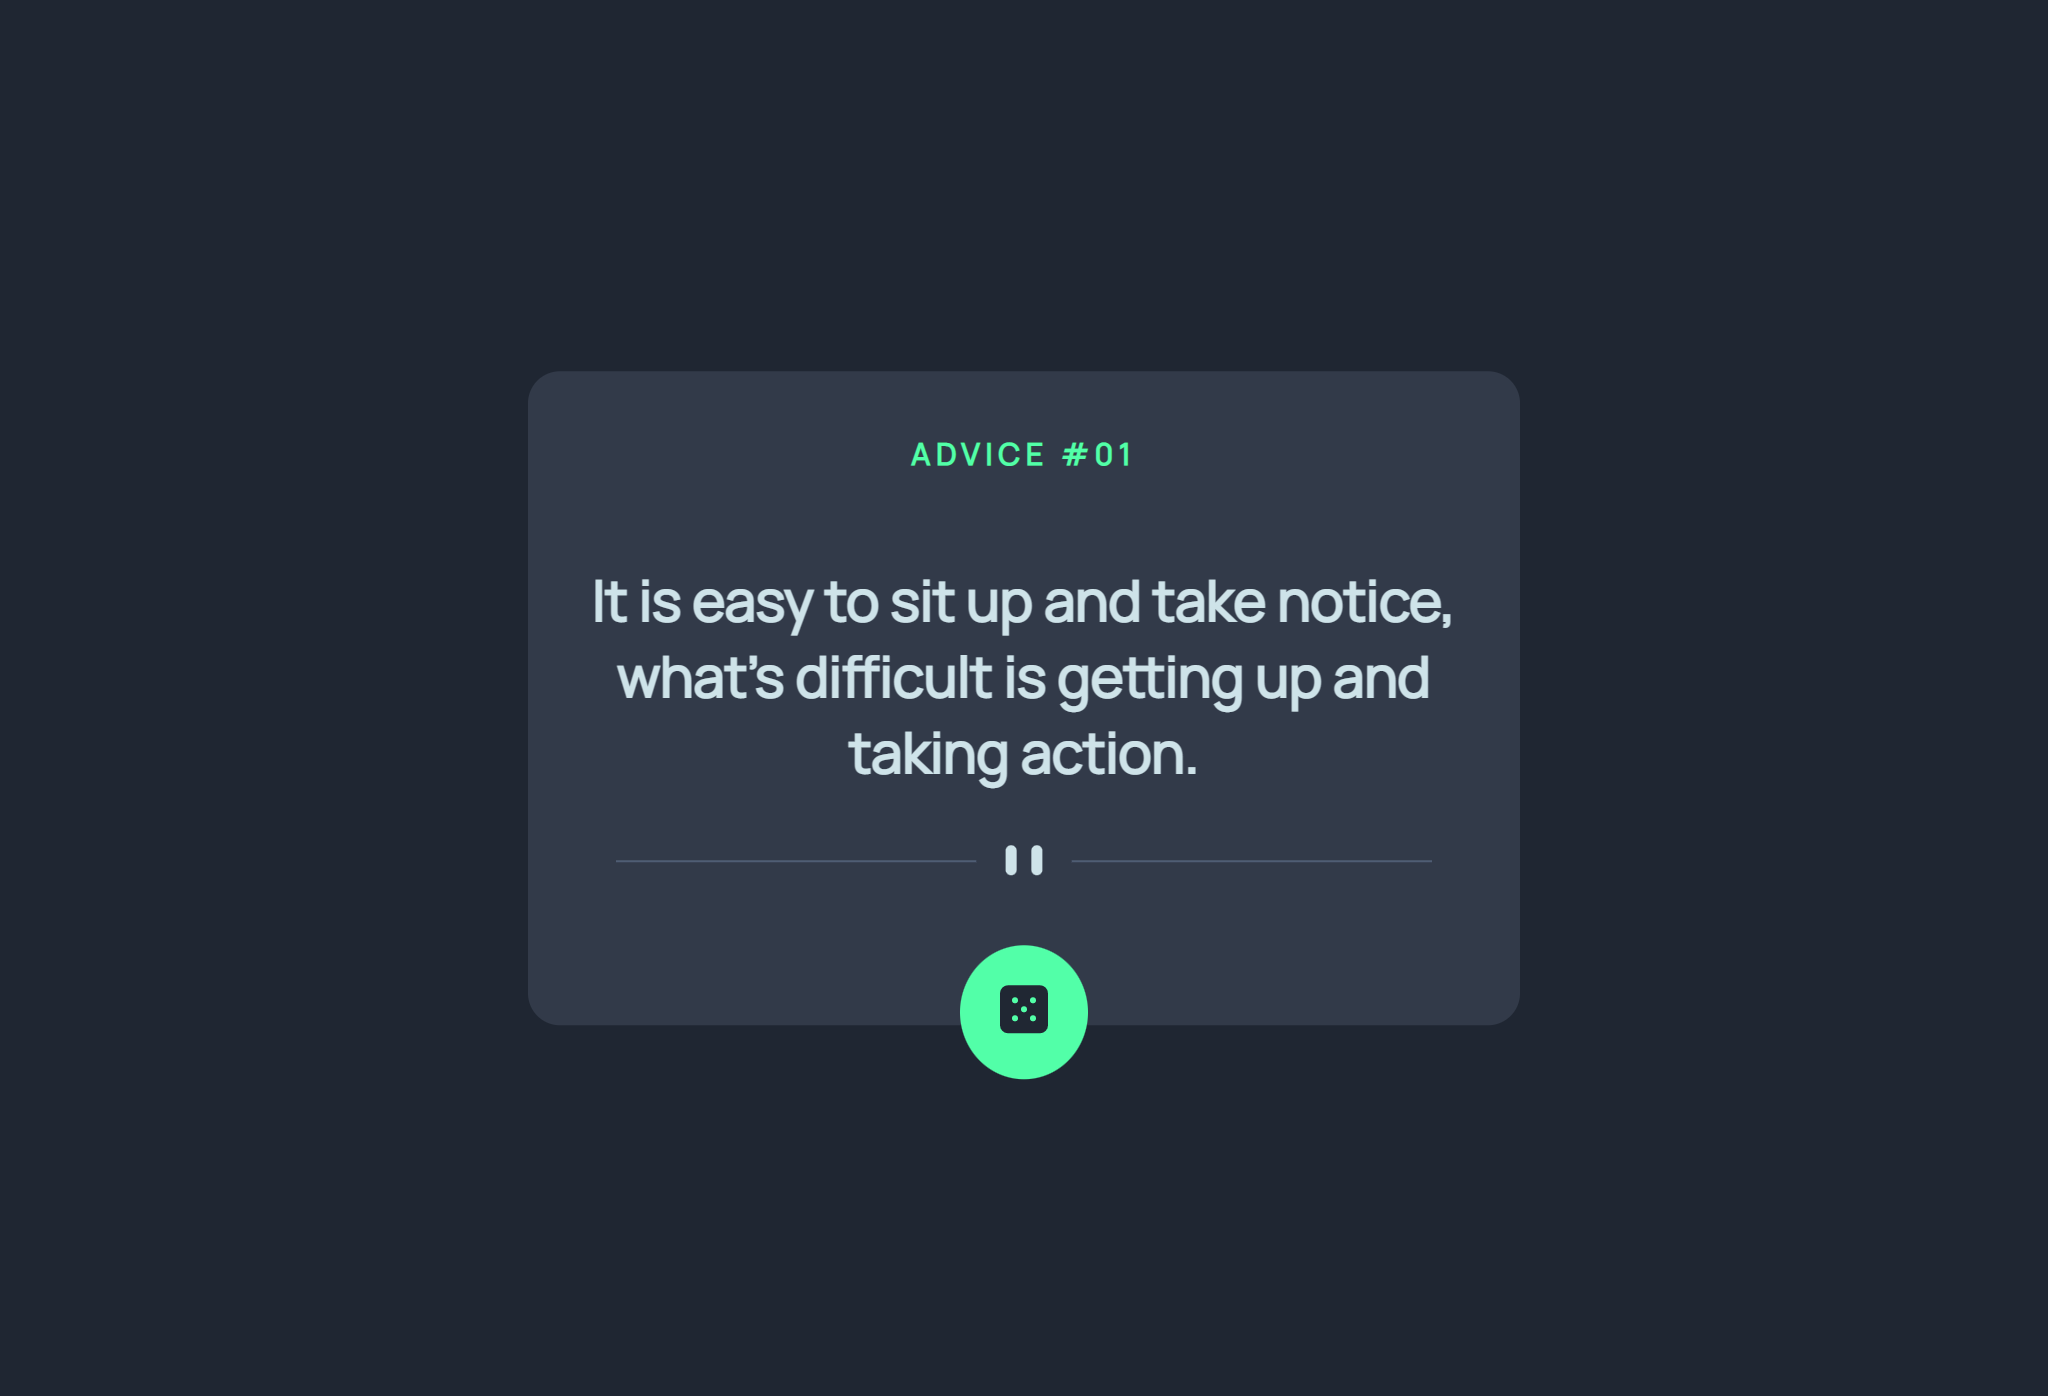 ADVICE #01
It is easy to sit up and take notice,
what’s difficult is getting up and
taking action.